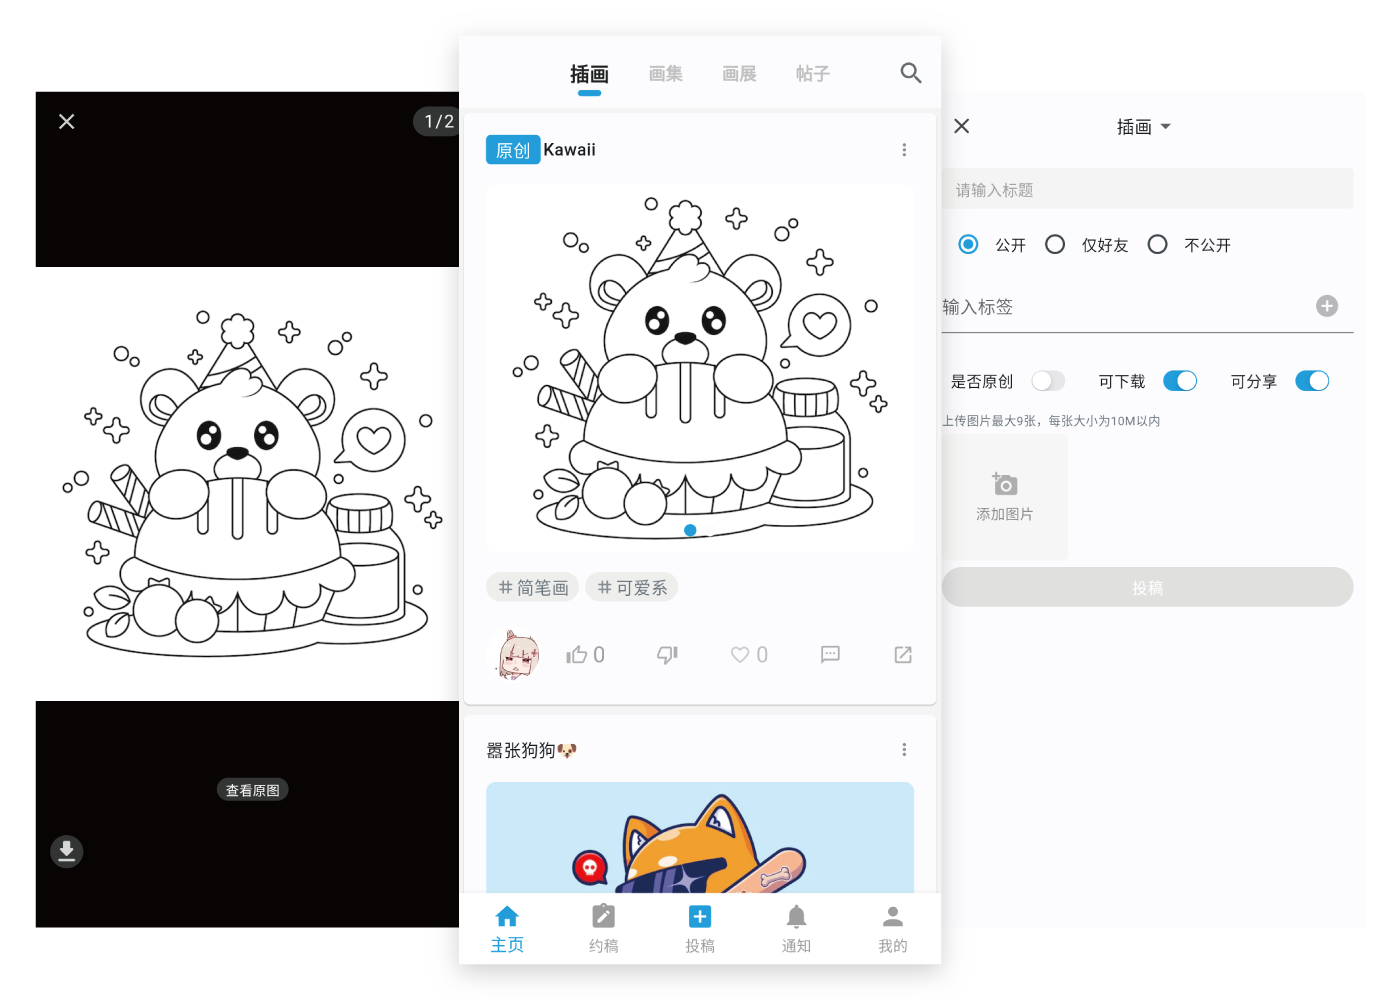 1/2
查看原图
插画 画集 画展 帖子
原创 Kawaii
简笔画 可爱系
0 0
嚣张狗狗🐶
主页 约稿 投稿 通知 我的
插画
请输入标题
公开 仅好友 不公开
输入标签
是否原创 可下载 可分享
上传图片最大9张，每张大小为10M以内
添加图片
投稿